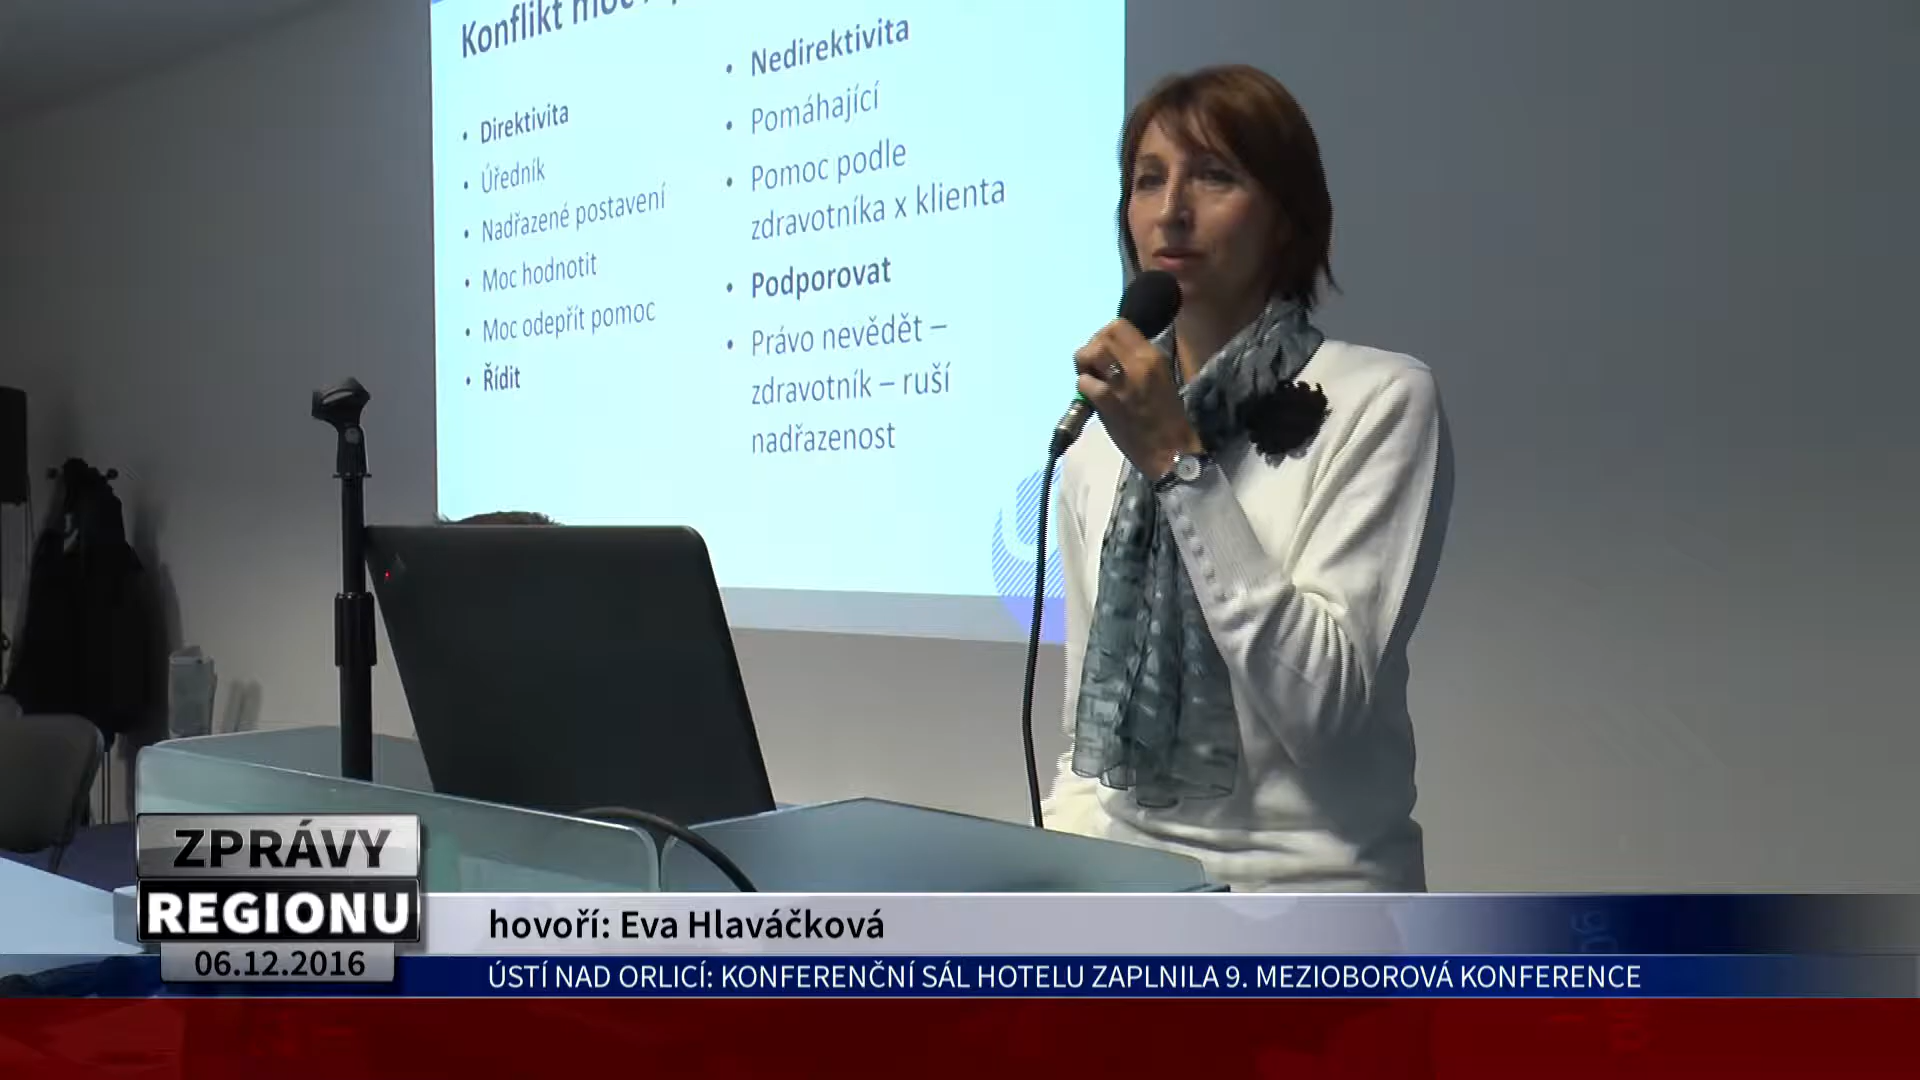 Konflikt moc
• Direktivita
• Úředník
• Nadřazené postavení
• Moc hodnotit
• Moc odepřít pomoc
• Řídit
• Nedirektivita
• Pomáhající
• Pomoc podle
zdravotníka x klienta
• Podporovat
• Právo nevědět –
zdravotník – ruší
nadřazenost
ZPRÁVY
REGIONU
06.12.2016
hovoří: Eva Hlaváčková
ÚSTÍ NAD ORLICÍ: KONFERENČNÍ SÁL HOTELU ZAPLNILA 9. MEZIOBOROVÁ KONFERENCE